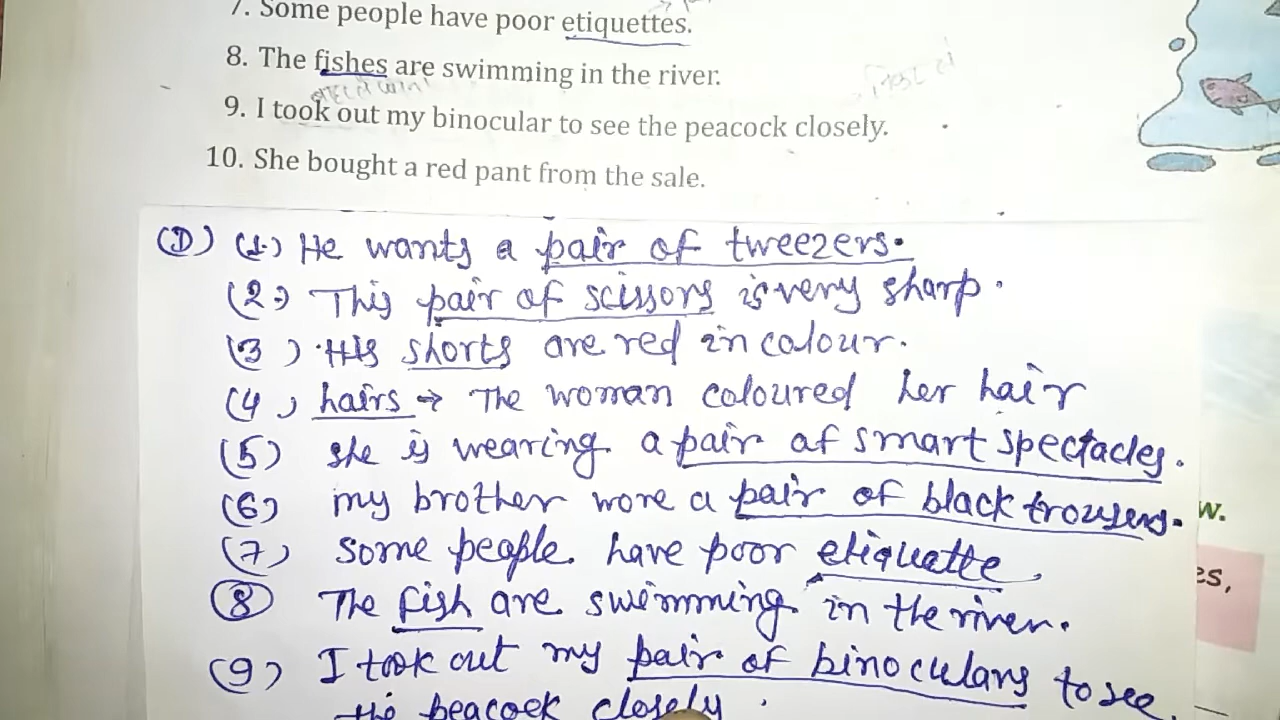 7. Some people have poor etiquettes.
8. The fishes are swimming in the river.
9. I took out my binocular to see the peacock closely.
10. She bought a red pant from the sale.
(D) (1.) He wants a pair of tweezers.
(2.) This pair of scissors is very sharp.
(3) His shorts are red in colour.
(4) hairs → The woman coloured her hair
(5) she is wearing a pair of smart spectacles.
(6) my brother wore a pair of black trousers.
w.
(7) some people have poor etiquatte.
es,
(8) The fish are swimming in the river.
(9) I took out my pair of binoculars to see
the peacock closely.